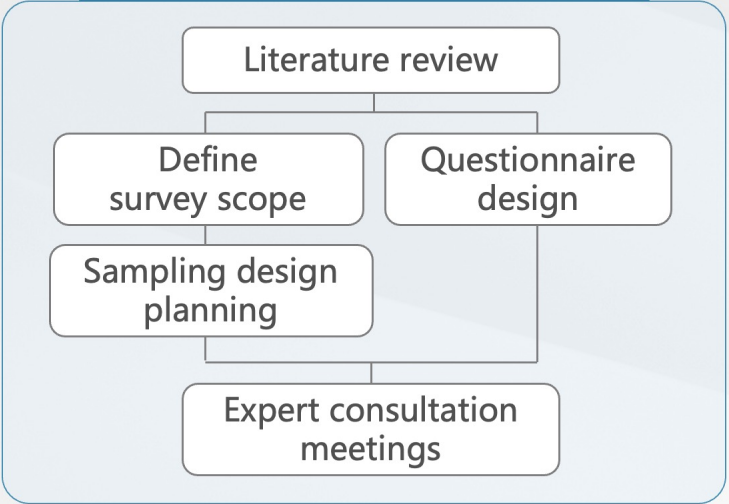 Literature review
Define
survey scope
Questionnaire
design
Sampling design
planning
Expert consultation
meetings